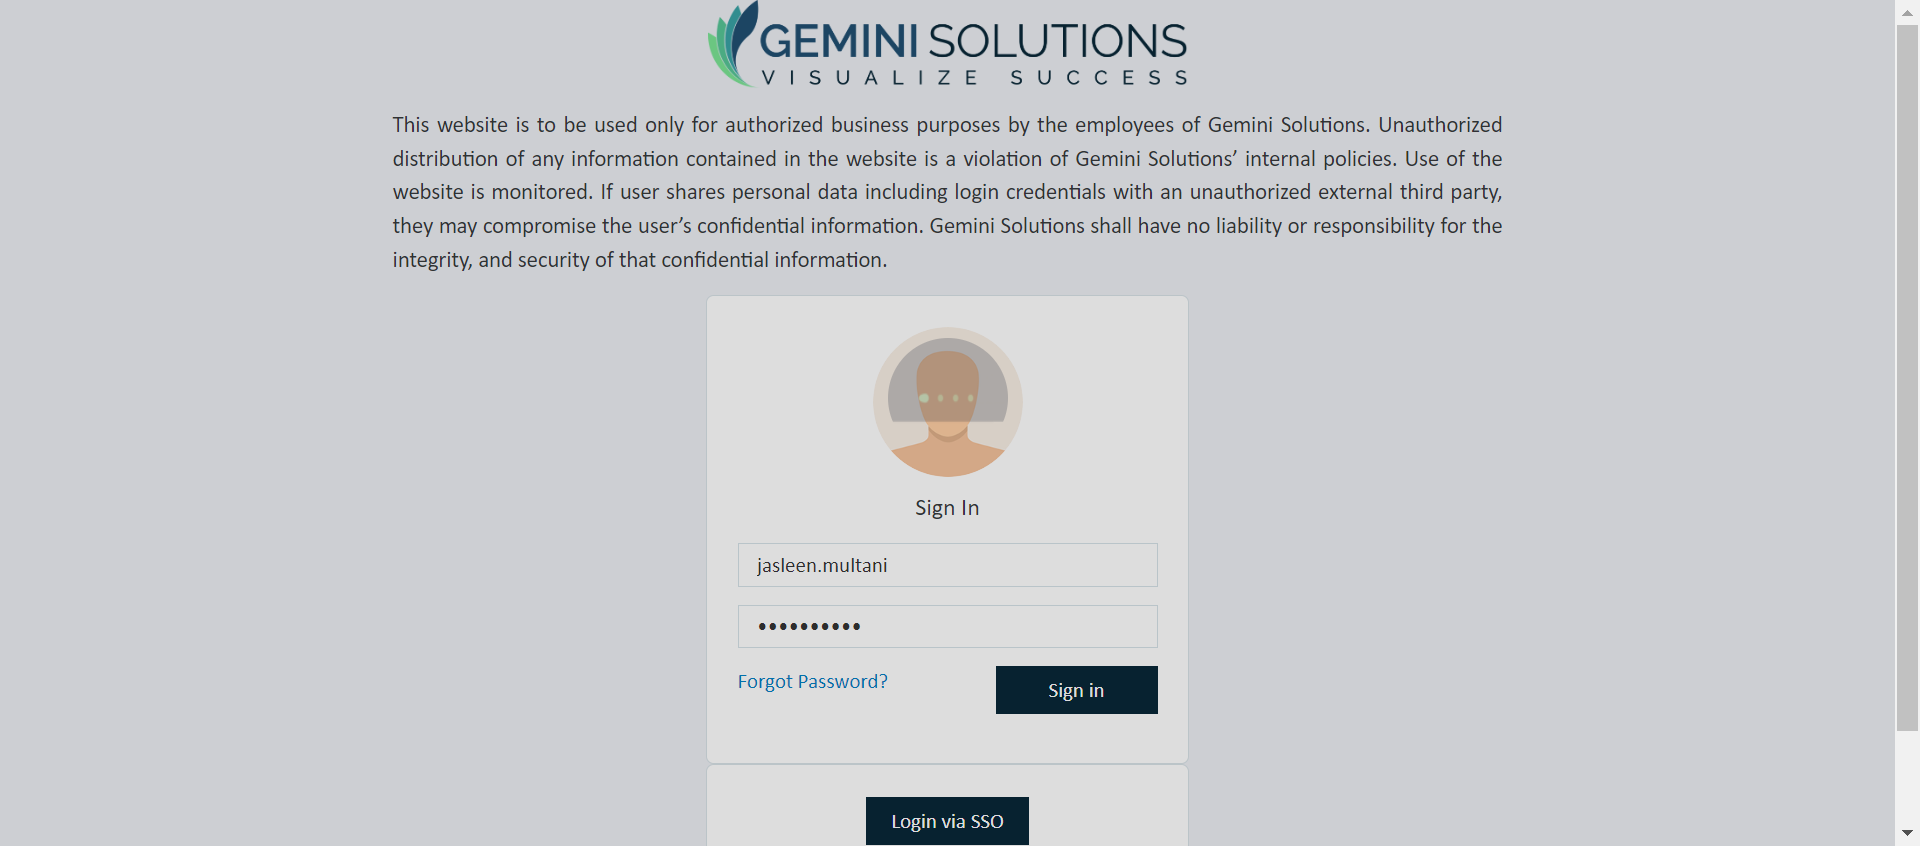 GEMINI SOLUTIONS
VISUALIZE SUCCESS
This website is to be used only for authorized business purposes by the employees of Gemini Solutions. Unauthorized
distribution of any information contained in the website is a violation of Gemini Solutions’ internal policies. Use of the
website is monitored. If user shares personal data including login credentials with an unauthorized external third party,
they may compromise the user’s confidential information. Gemini Solutions shall have no liability or responsibility for the
integrity, and security of that confidential information.
Sign In
jasleen.multani
••••••••••
Forgot Password?
Sign in
Login via SSO